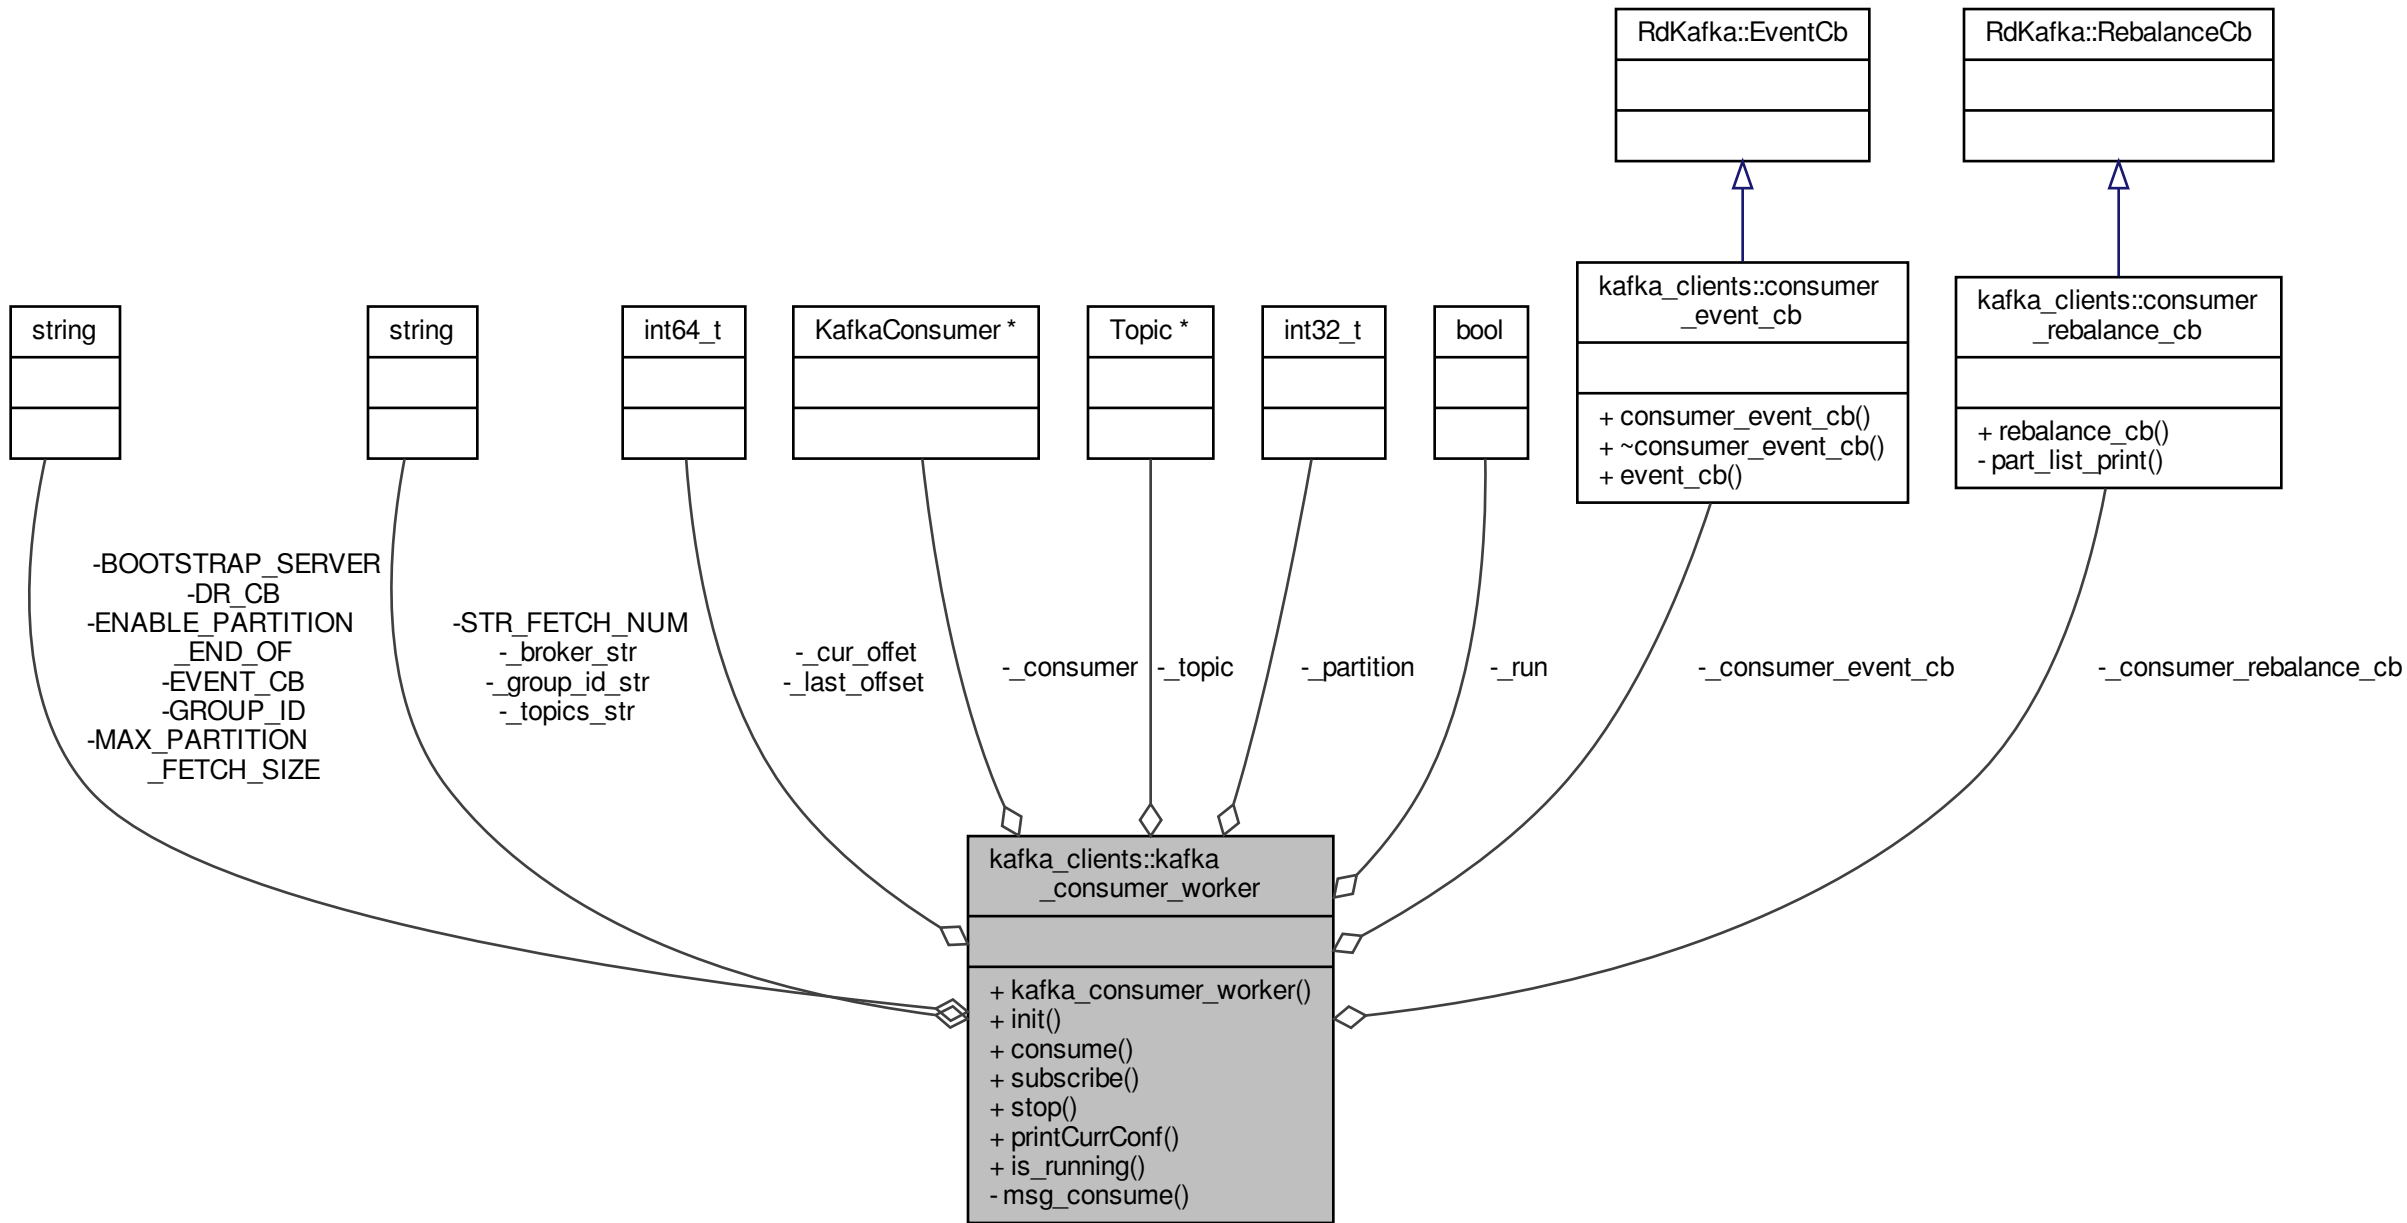 RdKafka::EventCb
RdKafka::RebalanceCb
kafka_clients::consumer
_event_cb
+ consumer_event_cb()
+ ~consumer_event_cb()
+ event_cb()
kafka_clients::consumer
_rebalance_cb
+ rebalance_cb()
- part_list_print()
string
string
int64_t
KafkaConsumer *
Topic *
int32_t
bool
-BOOTSTRAP_SERVER
-DR_CB
-ENABLE_PARTITION
_END_OF
-EVENT_CB
-GROUP_ID
-MAX_PARTITION
_FETCH_SIZE
-STR_FETCH_NUM
-_broker_str
-_group_id_str
-_topics_str
-_cur_offet
-_last_offset
-_consumer
-_topic
-_partition
-_run
-_consumer_event_cb
-_consumer_rebalance_cb
kafka_clients::kafka
_consumer_worker
+ kafka_consumer_worker()
+ init()
+ consume()
+ subscribe()
+ stop()
+ printCurrConf()
+ is_running()
- msg_consume()